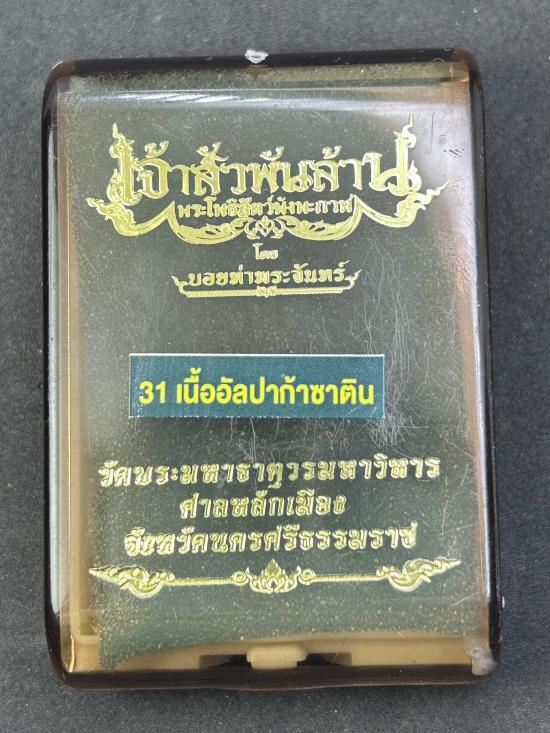 เจ้าสัวพันล้าน
พระโพธิสัตว์พังพะกาฬ
โดย
บอยท่าพระจันทร์
31 เนื้ออัลปาก้าซาติน
วัดพระมหาธาตุวรมหาวิหาร
ศาลหลักเมือง
จังหวัดนครศรีธรรมราช